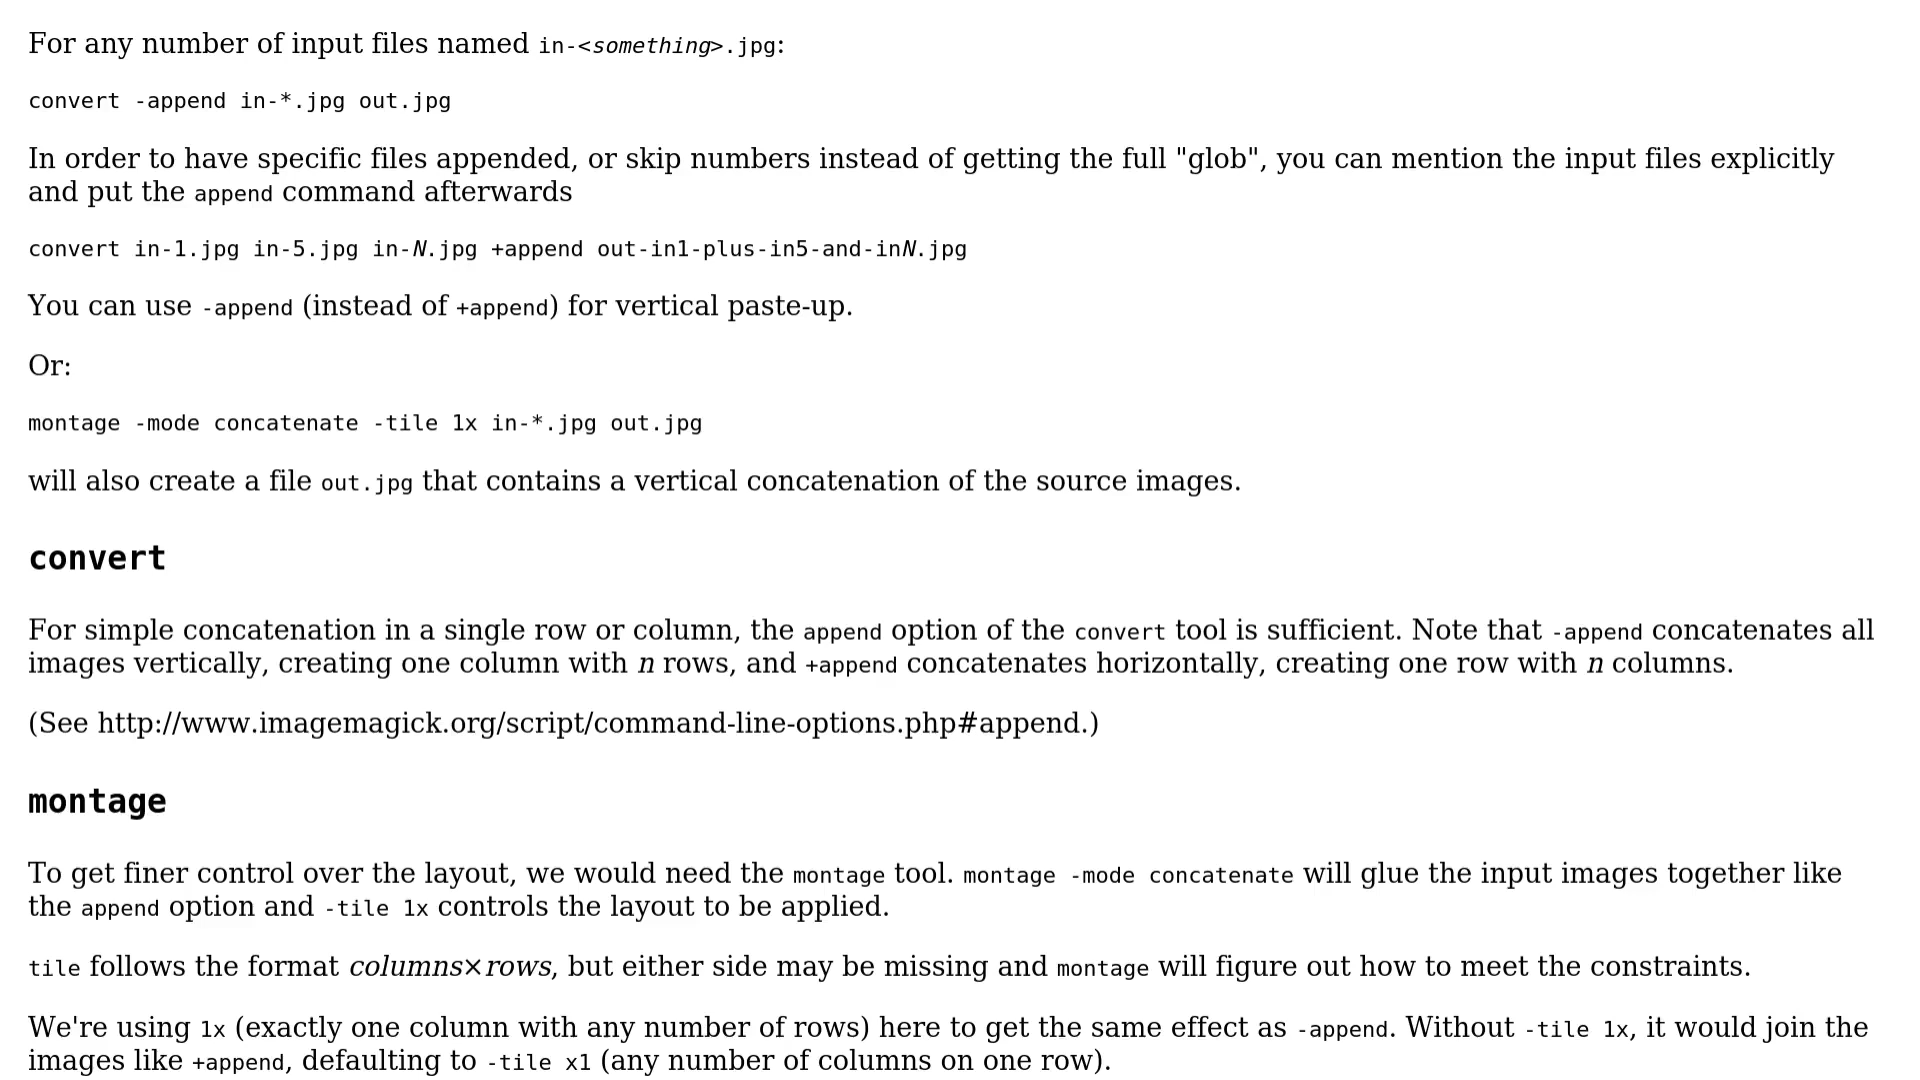 For any number of input files named in-<something>.jpg:
convert -append in-*.jpg out.jpg
In order to have specific files appended, or skip numbers instead of getting the full "glob", you can mention the input files explicitly
and put the append command afterwards
convert in-1.jpg in-5.jpg in-N.jpg +append out-in1-plus-in5-and-inN.jpg
You can use -append (instead of +append) for vertical paste-up.
Or:
montage -mode concatenate -tile 1x in-*.jpg out.jpg
will also create a file out.jpg that contains a vertical concatenation of the source images.
convert
For simple concatenation in a single row or column, the append option of the convert tool is sufficient. Note that -append concatenates all
images vertically, creating one column with n rows, and +append concatenates horizontally, creating one row with n columns.
(See http://www.imagemagick.org/script/command-line-options.php#append.)
montage
To get finer control over the layout, we would need the montage tool. montage -mode concatenate will glue the input images together like
the append option and -tile 1x controls the layout to be applied.
tile follows the format columns×rows, but either side may be missing and montage will figure out how to meet the constraints.
We're using 1x (exactly one column with any number of rows) here to get the same effect as -append. Without -tile 1x, it would join the
images like +append, defaulting to -tile x1 (any number of columns on one row).